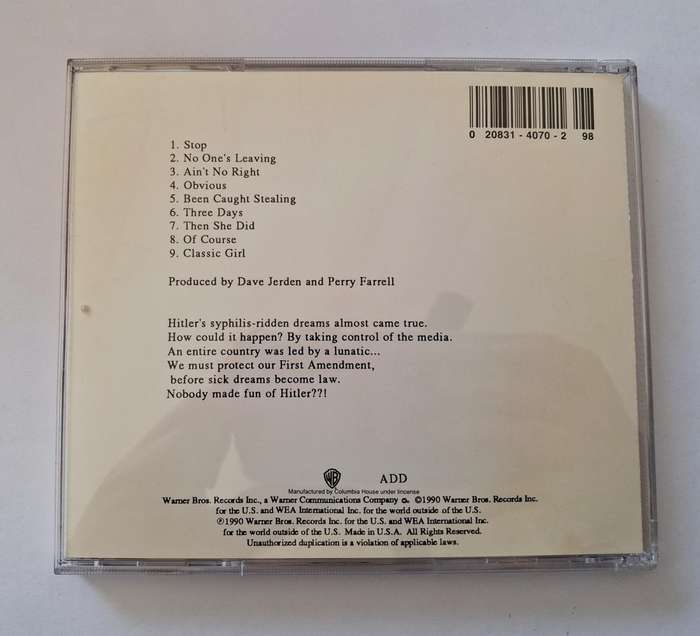 0 20831-4070-2 98
1. Stop
2. No One's Leaving
3. Ain't No Right
4. Obvious
5. Been Caught Stealing
6. Three Days
7. Then She Did
8. Of Course
9. Classic Girl
Produced by Dave Jerden and Perry Farrell
Hitler's syphilis-ridden dreams almost came true.
How could it happen? By taking control of the media.
An entire country was led by a lunatic...
We must protect our First Amendment,
before sick dreams become law.
Nobody made fun of Hitler??!
WB ADD
Manufactured by Columbia House under lincense
Warner Bros. Records Inc., a Warner Communications Company ©1990 Warner Bros. Records Inc.
for the U.S. and WEA International Inc. for the world outside of the U.S.
℗1990 Warner Bros. Records Inc. for the U.S. and WEA International Inc.
for the world outside of the U.S. Made in U.S.A. All Rights Reserved.
Unauthorized duplication is a violation of applicable laws.